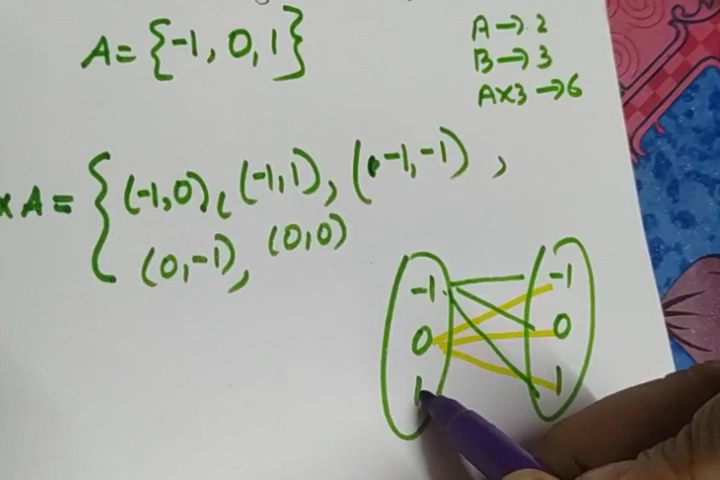 A = {-1, 0, 1}
A → 2
B → 3
A×3 → 6
× A = { (-1,0), (-1,1), (-1,-1),
(0,-1), (0,0)
-1 -1
0 0
1 1